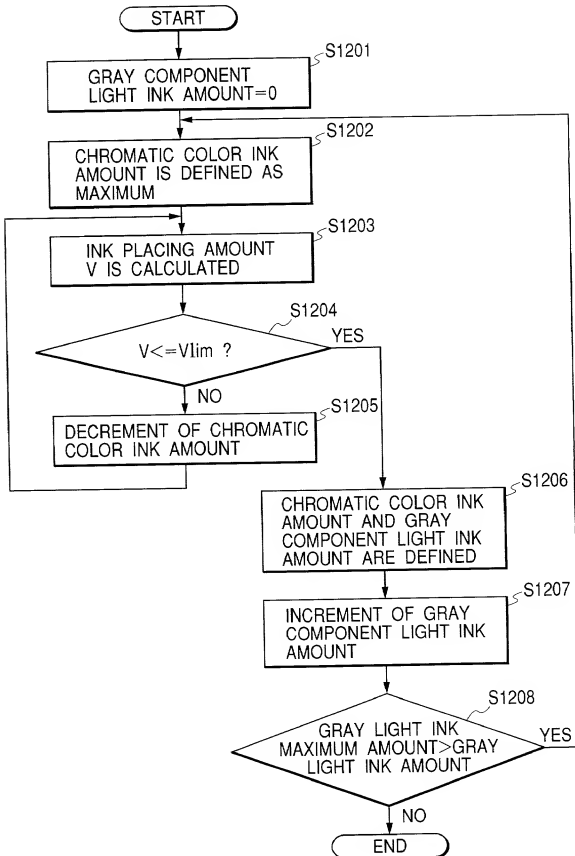 START
S1201
GRAY COMPONENT
LIGHT INK AMOUNT=0
S1202
CHROMATIC COLOR INK
AMOUNT IS DEFINED AS
MAXIMUM
S1203
INK PLACING AMOUNT
V IS CALCULATED
S1204
V<=Vlim ?
YES
NO
S1205
DECREMENT OF CHROMATIC
COLOR INK AMOUNT
S1206
CHROMATIC COLOR INK
AMOUNT AND GRAY
COMPONENT LIGHT INK
AMOUNT ARE DEFINED
S1207
INCREMENT OF GRAY
COMPONENT LIGHT INK
AMOUNT
S1208
GRAY LIGHT INK
MAXIMUM AMOUNT>GRAY
LIGHT INK AMOUNT
YES
NO
END